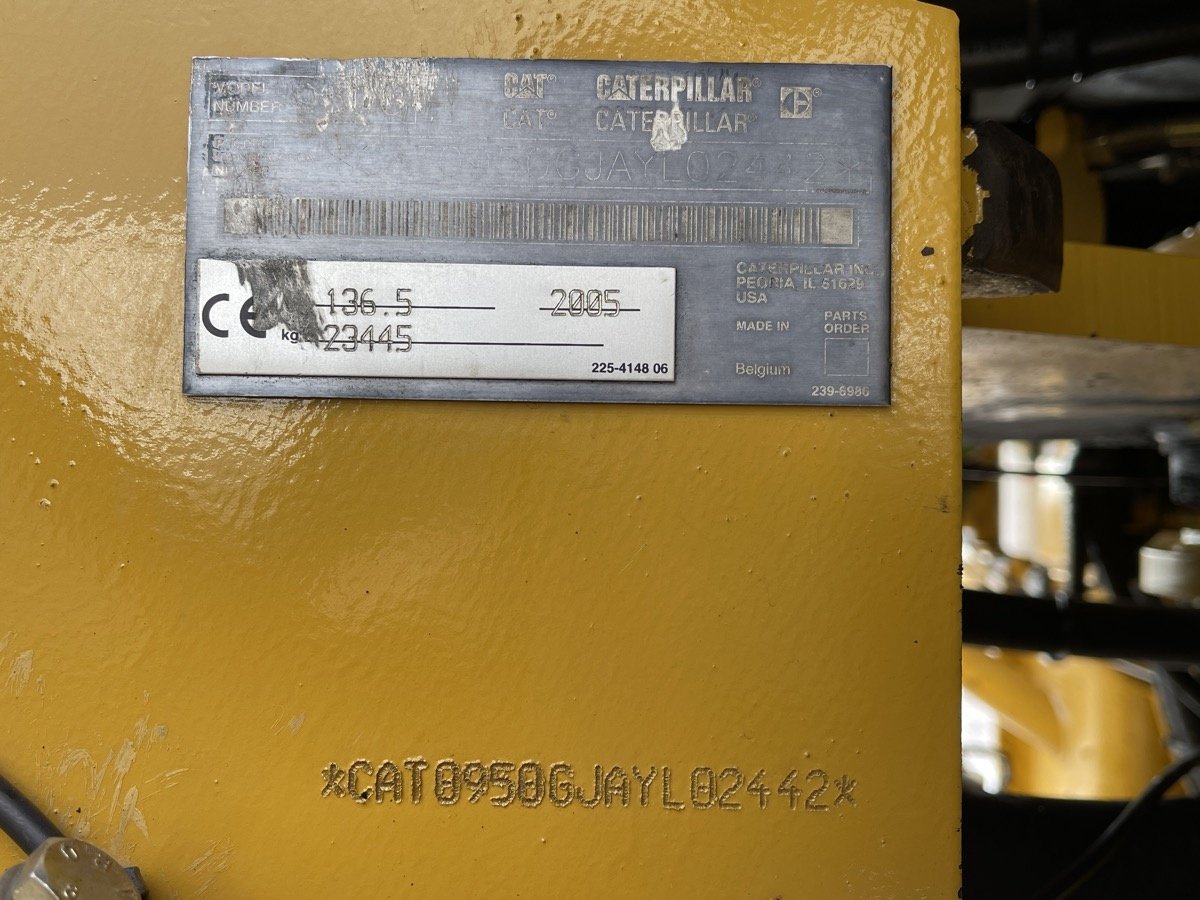 MODEL
NUMBER
CAT® CATERPILLAR®
CAT® CATERPILLAR®
0GJAYL02442*
CE
136.5 2005
kg 23445
225-4148 06
CATERPILLAR INC.
PEORIA, IL 61629
USA
MADE IN
Belgium
PARTS
ORDER
239-6986
*CAT0950GJAYL02442*